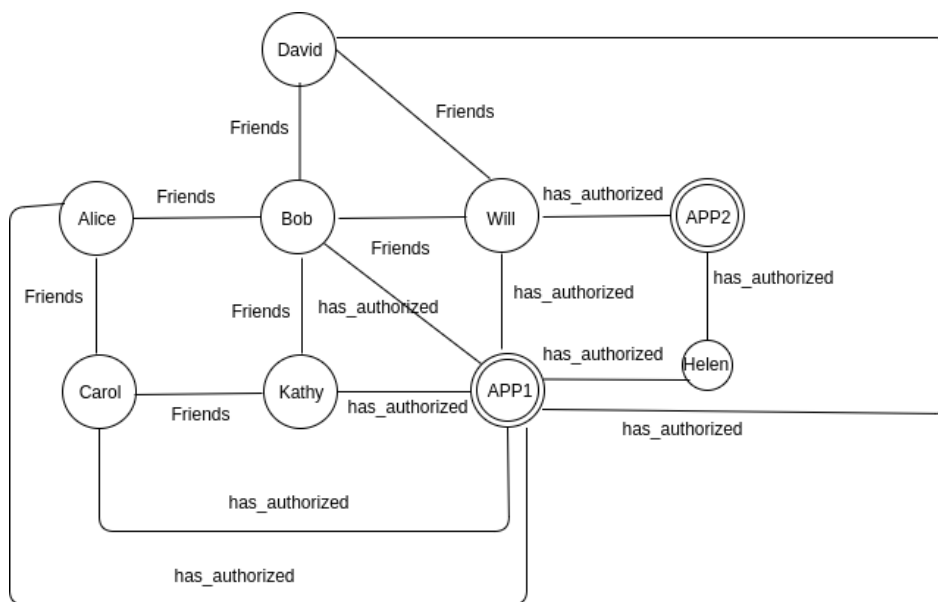 David
Friends
Friends
Alice
Friends
Bob
Friends
Will
has_authorized
APP2
Friends
Friends
has_authorized
has_authorized
has_authorized
has_authorized
Helen
Carol
Friends
Kathy
has_authorized
APP1
has_authorized
has_authorized
has_authorized